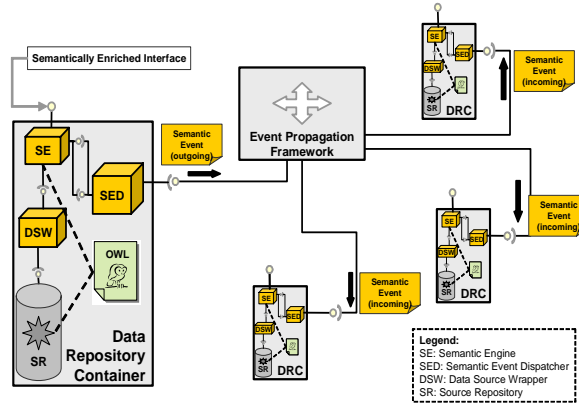 Semantically Enriched Interface
SE
SED
DSW
OWL
SR
Data
Repository
Container
Semantic
Event
(outgoing)
Event Propagation
Framework
SE
SED
DSW
SR
DRC
Semantic
Event
(incoming)
SE
SED
DSW
SR
DRC
Semantic
Event
(incoming)
SE
SED
DSW
SR
DRC
Semantic
Event
(incoming)
Legend:
SE: Semantic Engine
SED: Semantic Event Dispatcher
DSW: Data Source Wrapper
SR: Source Repository